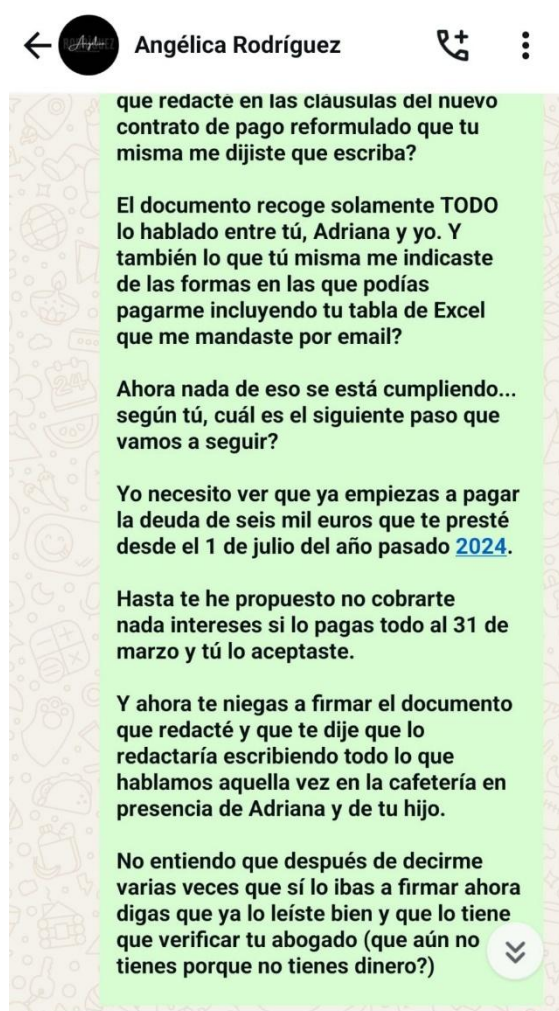 Angélica Rodríguez
que redacté en las cláusulas del nuevo
contrato de pago reformulado que tu
misma me dijiste que escriba?
El documento recoge solamente TODO
lo hablado entre tú, Adriana y yo. Y
también lo que tú misma me indicaste
de las formas en las que podías
pagarme incluyendo tu tabla de Excel
que me mandaste por email?
Ahora nada de eso se está cumpliendo...
según tú, cuál es el siguiente paso que
vamos a seguir?
Yo necesito ver que ya empiezas a pagar
la deuda de seis mil euros que te presté
desde el 1 de julio del año pasado 2024.
Hasta te he propuesto no cobrarte
nada intereses si lo pagas todo al 31 de
marzo y tú lo aceptaste.
Y ahora te niegas a firmar el documento
que redacté y que te dije que lo
redactaría escribiendo todo lo que
hablamos aquella vez en la cafetería en
presencia de Adriana y de tu hijo.
No entiendo que después de decirme
varias veces que sí lo ibas a firmar ahora
digas que ya lo leíste bien y que lo tiene
que verificar tu abogado (que aún no
tienes porque no tienes dinero?)